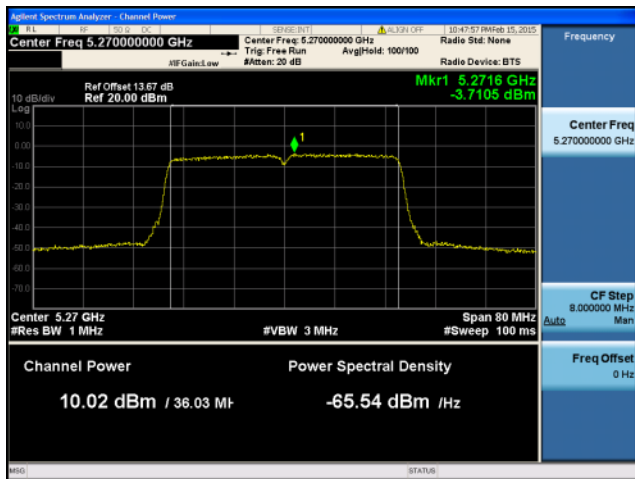 Agilent Spectrum Analyzer - Channel Power
RL RF 50 Ω DC SENSE:INT ALIGN OFF 10:47:57 PM Feb 15, 2015
Center Freq 5.270000000 GHz
Center Freq: 5.270000000 GHz
Radio Std: None
Trig: Free Run Avg|Hold: 100/100
#IFGain:Low #Atten: 20 dB Radio Device: BTS
Ref Offset 13.67 dB
Mkr1 5.2716 GHz
10 dB/div Ref 20.00 dBm -3.7105 dBm
Log
10.0
0.00
1
-10.0
-20.0
-30.0
-40.0
-50.0
-60.0
-70.0
Center 5.27 GHz Span 80 MHz
#Res BW 1 MHz #VBW 3 MHz #Sweep 100 ms
Channel Power Power Spectral Density
10.02 dBm / 36.03 MH -65.54 dBm /Hz
MSG STATUS
Frequency
Center Freq
5.270000000 GHz
CF Step
8.000000 MHz
Auto Man
Freq Offset
0 Hz